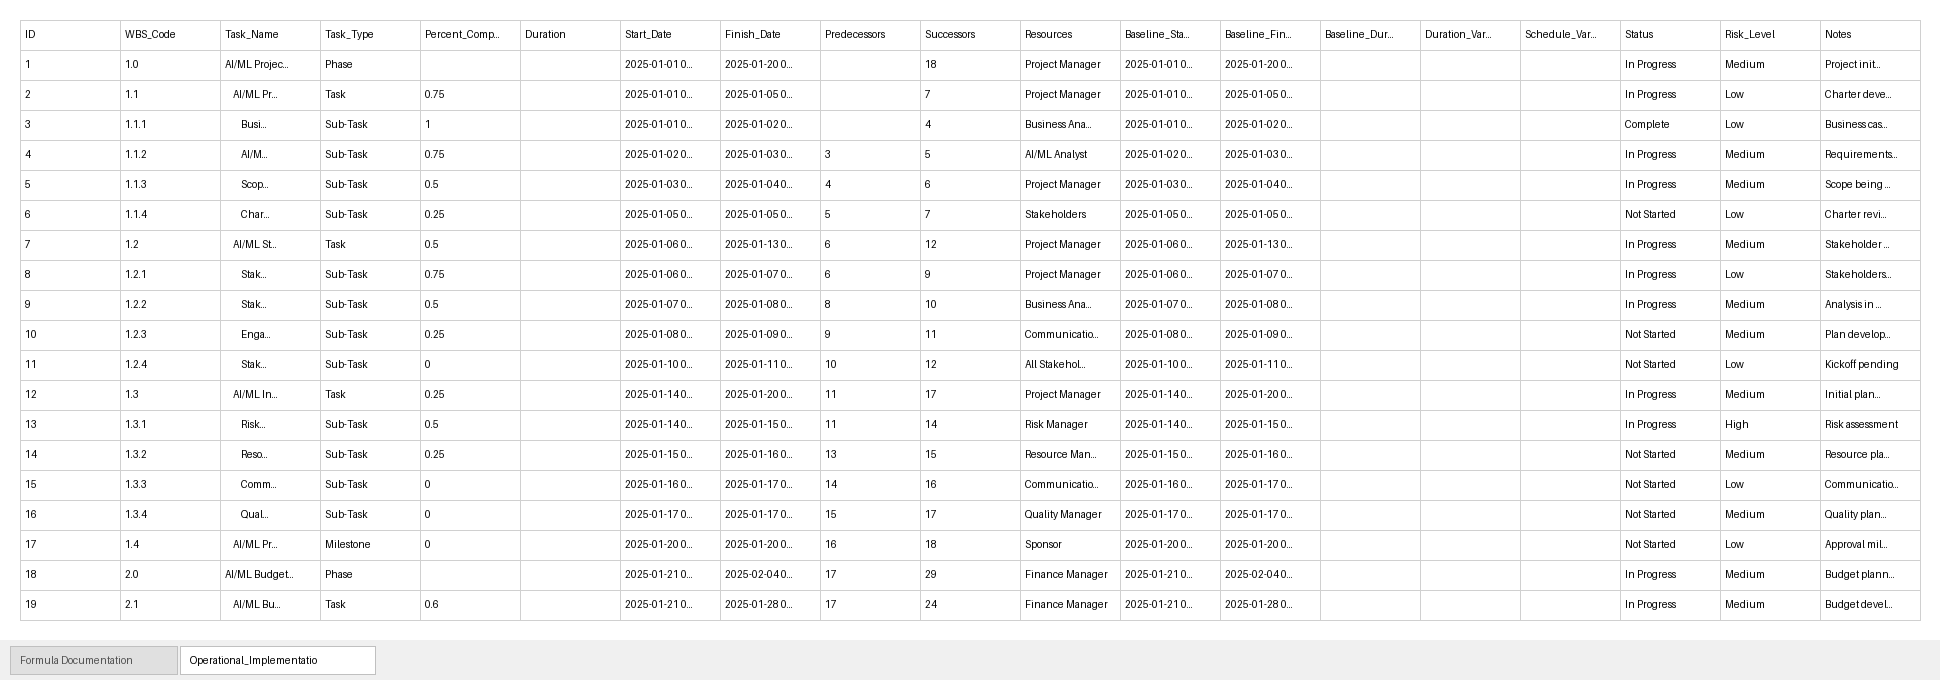 ID WBS_Code Task_Name Task_Type Percent_Comp... Duration Start_Date Finish_Date Predecessors Successors Resources Baseline_Sta... Baseline_Fin... Baseline_Dur... Duration_Var... Schedule_Var... Status Risk_Level Notes
1 1.0 AI/ML Projec... Phase 2025-01-01 0... 2025-01-20 0... 18 Project Manager 2025-01-01 0... 2025-01-20 0... In Progress Medium Project init...
2 1.1 AI/ML Pr... Task 0.75 2025-01-01 0... 2025-01-05 0... 7 Project Manager 2025-01-01 0... 2025-01-05 0... In Progress Low Charter deve...
3 1.1.1 Busi... Sub-Task 1 2025-01-01 0... 2025-01-02 0... 4 Business Ana... 2025-01-01 0... 2025-01-02 0... Complete Low Business cas...
4 1.1.2 AI/M... Sub-Task 0.75 2025-01-02 0... 2025-01-03 0... 3 5 AI/ML Analyst 2025-01-02 0... 2025-01-03 0... In Progress Medium Requirements...
5 1.1.3 Scop... Sub-Task 0.5 2025-01-03 0... 2025-01-04 0... 4 6 Project Manager 2025-01-03 0... 2025-01-04 0... In Progress Medium Scope being ...
6 1.1.4 Char... Sub-Task 0.25 2025-01-05 0... 2025-01-05 0... 5 7 Stakeholders 2025-01-05 0... 2025-01-05 0... Not Started Low Charter revi...
7 1.2 AI/ML St... Task 0.5 2025-01-06 0... 2025-01-13 0... 6 12 Project Manager 2025-01-06 0... 2025-01-13 0... In Progress Medium Stakeholder ...
8 1.2.1 Stak... Sub-Task 0.75 2025-01-06 0... 2025-01-07 0... 6 9 Project Manager 2025-01-06 0... 2025-01-07 0... In Progress Low Stakeholders...
9 1.2.2 Stak... Sub-Task 0.5 2025-01-07 0... 2025-01-08 0... 8 10 Business Ana... 2025-01-07 0... 2025-01-08 0... In Progress Medium Analysis in ...
10 1.2.3 Enga... Sub-Task 0.25 2025-01-08 0... 2025-01-09 0... 9 11 Communicatio... 2025-01-08 0... 2025-01-09 0... Not Started Medium Plan develop...
11 1.2.4 Stak... Sub-Task 0 2025-01-10 0... 2025-01-11 0... 10 12 All Stakehol... 2025-01-10 0... 2025-01-11 0... Not Started Low Kickoff pending
12 1.3 AI/ML In... Task 0.25 2025-01-14 0... 2025-01-20 0... 11 17 Project Manager 2025-01-14 0... 2025-01-20 0... In Progress Medium Initial plan...
13 1.3.1 Risk... Sub-Task 0.5 2025-01-14 0... 2025-01-15 0... 11 14 Risk Manager 2025-01-14 0... 2025-01-15 0... In Progress High Risk assessment
14 1.3.2 Reso... Sub-Task 0.25 2025-01-15 0... 2025-01-16 0... 13 15 Resource Man... 2025-01-15 0... 2025-01-16 0... Not Started Medium Resource pla...
15 1.3.3 Comm... Sub-Task 0 2025-01-16 0... 2025-01-17 0... 14 16 Communicatio... 2025-01-16 0... 2025-01-17 0... Not Started Low Communicatio...
16 1.3.4 Qual... Sub-Task 0 2025-01-17 0... 2025-01-17 0... 15 17 Quality Manager 2025-01-17 0... 2025-01-17 0... Not Started Medium Quality plan...
17 1.4 AI/ML Pr... Milestone 0 2025-01-20 0... 2025-01-20 0... 16 18 Sponsor 2025-01-20 0... 2025-01-20 0... Not Started Low Approval mil...
18 2.0 AI/ML Budget... Phase 2025-01-21 0... 2025-02-04 0... 17 29 Finance Manager 2025-01-21 0... 2025-02-04 0... In Progress Medium Budget plann...
19 2.1 AI/ML Bu... Task 0.6 2025-01-21 0... 2025-01-28 0... 17 24 Finance Manager 2025-01-21 0... 2025-01-28 0... In Progress Medium Budget devel...
Formula Documentation Operational_Implementatio